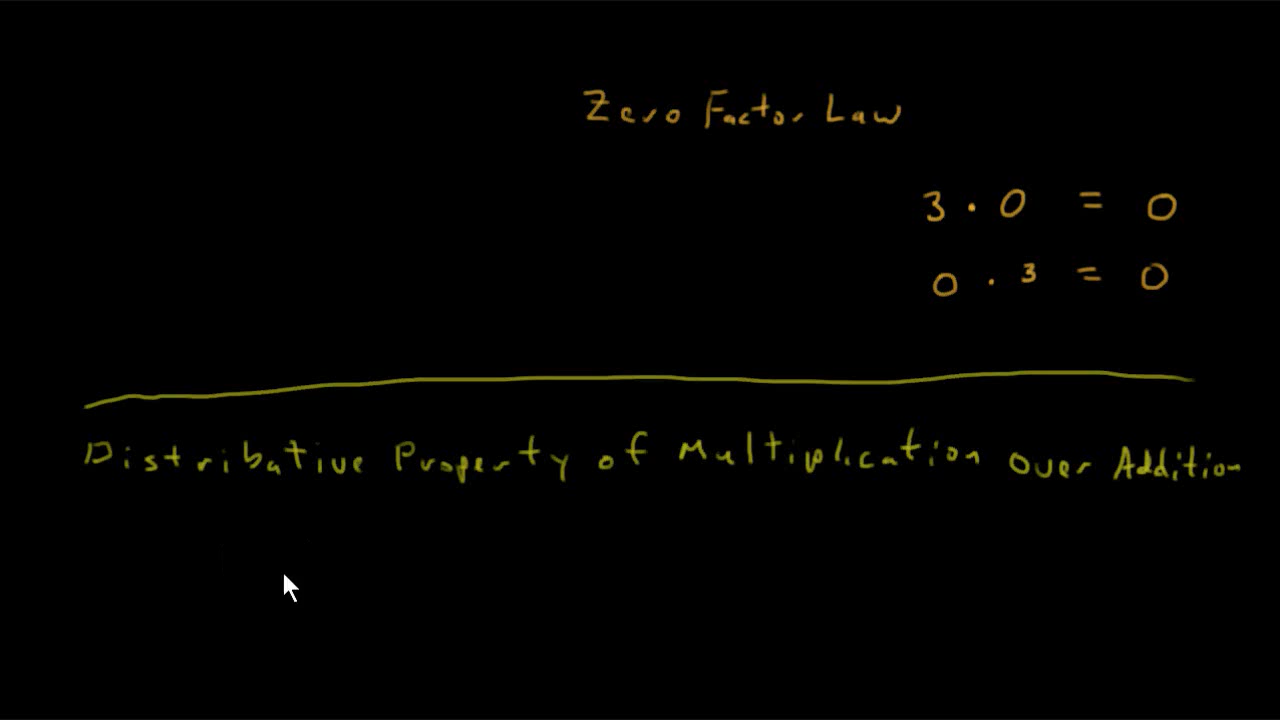 Zero Factor Law
3 · 0 = 0
0 · 3 = 0
Distributive Property of Multiplication over Addition